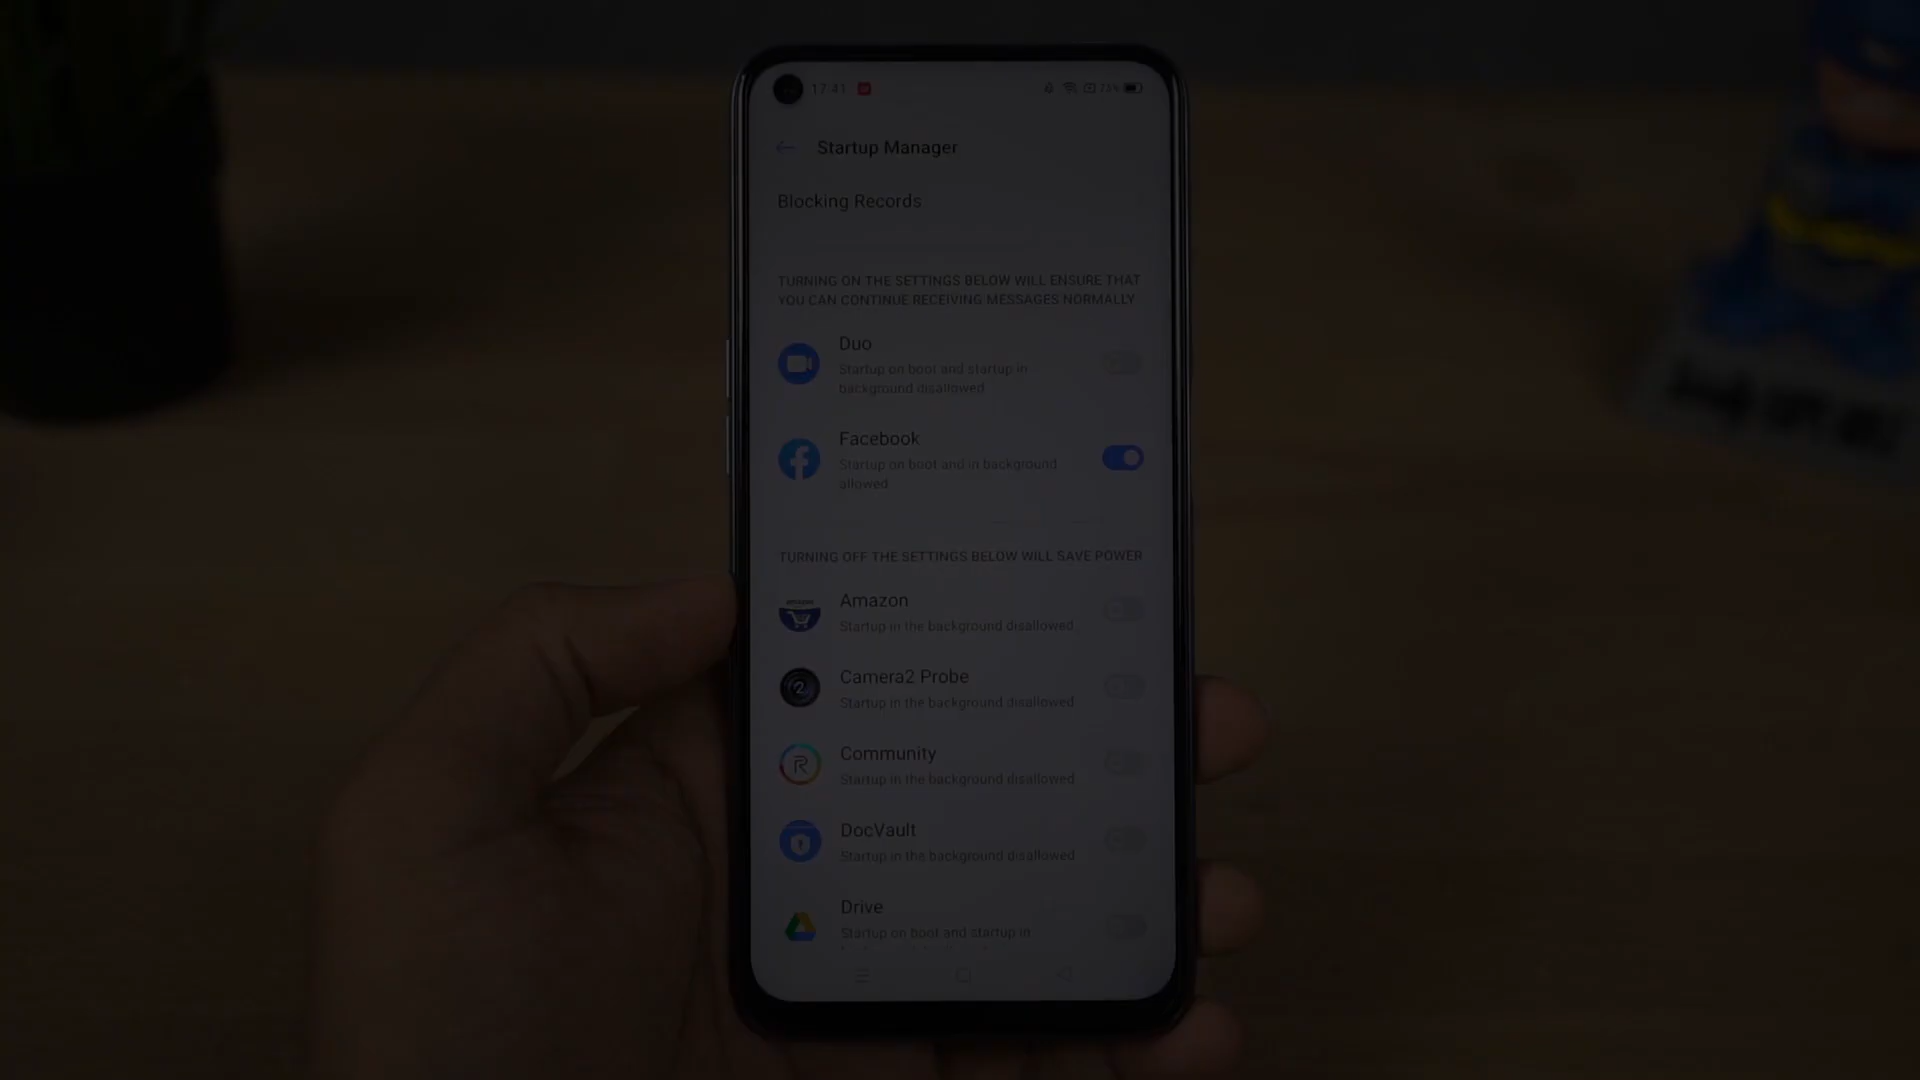 17:41
73%
Startup Manager
Blocking Records
TURNING ON THE SETTINGS BELOW WILL ENSURE THAT
YOU CAN CONTINUE RECEIVING MESSAGES NORMALLY
Duo
Startup on boot and startup in
background disallowed
Facebook
Startup on boot and in background
allowed
TURNING OFF THE SETTINGS BELOW WILL SAVE POWER
Amazon
Startup in the background disallowed
Camera2 Probe
Startup in the background disallowed
Community
Startup in the background disallowed
DocVault
Startup in the background disallowed
Drive
Startup on boot and startup in